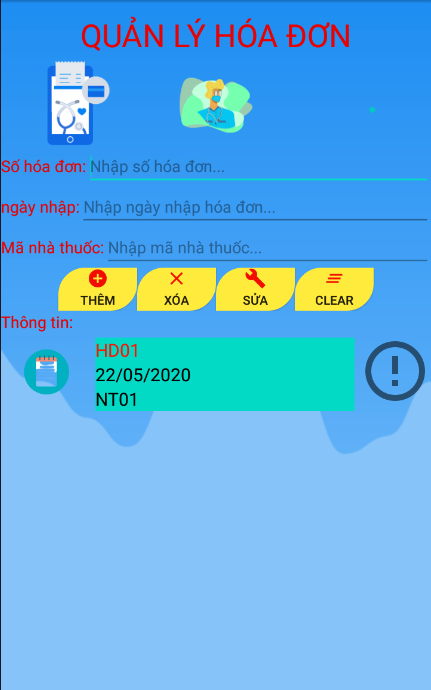 QUẢN LÝ HÓA ĐƠN
Số hóa đơn: Nhập số hóa đơn...
ngày nhập: Nhập ngày nhập hóa đơn...
Mã nhà thuốc: Nhập mã nhà thuốc...
THÊM XÓA SỬA CLEAR
Thông tin:
HD01
22/05/2020
NT01